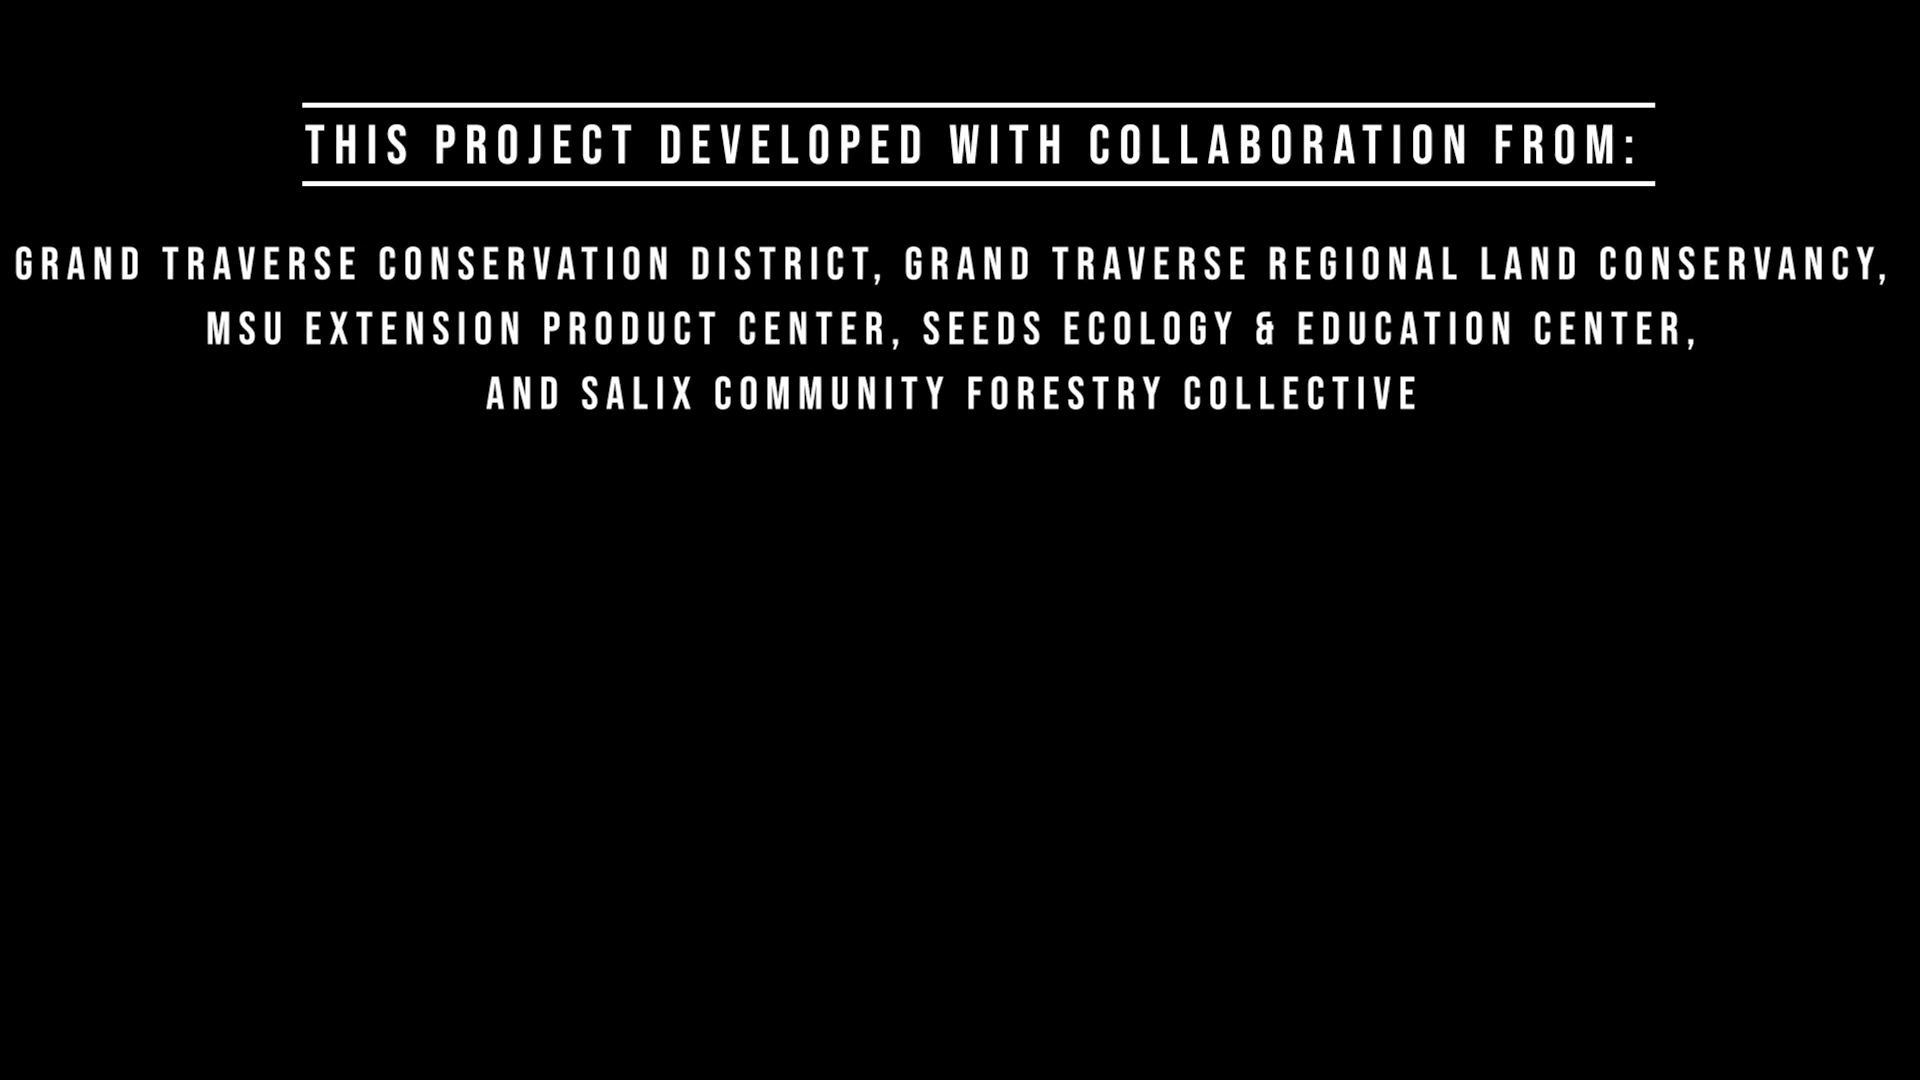 THIS PROJECT DEVELOPED WITH COLLABORATION FROM:
GRAND TRAVERSE CONSERVATION DISTRICT, GRAND TRAVERSE REGIONAL LAND CONSERVANCY,
MSU EXTENSION PRODUCT CENTER, SEEDS ECOLOGY & EDUCATION CENTER,
AND SALIX COMMUNITY FORESTRY COLLECTIVE